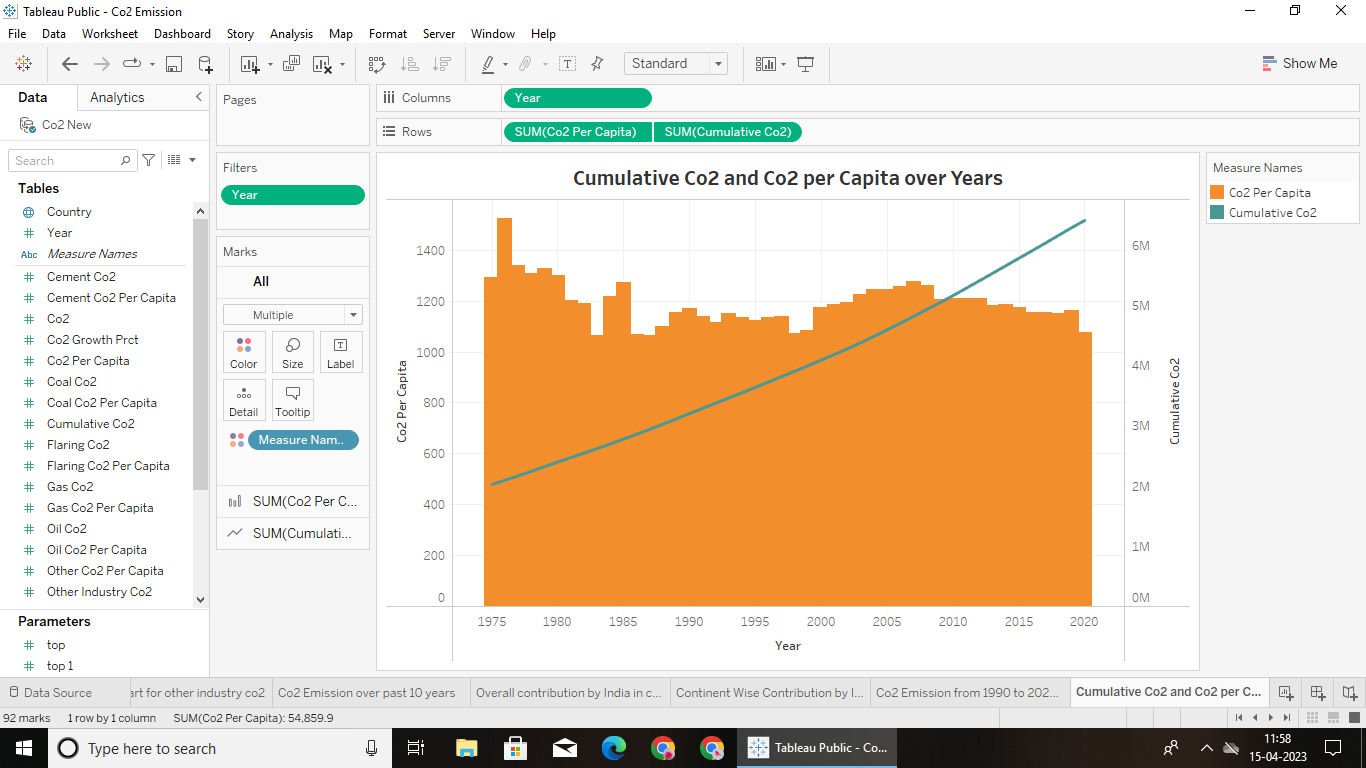 Tableau Public - Co2 Emission
File Data Worksheet Dashboard Story Analysis Map Format Server Window Help
Standard
Show Me
Data Analytics
Co2 New
Search
Tables
Country
Year
Abc Measure Names
Cement Co2
Cement Co2 Per Capita
Co2
Co2 Growth Prct
Co2 Per Capita
Coal Co2
Coal Co2 Per Capita
Cumulative Co2
Flaring Co2
Flaring Co2 Per Capita
Gas Co2
Gas Co2 Per Capita
Oil Co2
Oil Co2 Per Capita
Other Co2 Per Capita
Other Industry Co2
Parameters
top
top 1
Pages
Filters
Year
Marks
All
Multiple
Color Size Label
Detail Tooltip
Measure Nam..
SUM(Co2 Per C...
SUM(Cumulati...
Columns Year
Rows SUM(Co2 Per Capita) SUM(Cumulative Co2)
Cumulative Co2 and Co2 per Capita over Years
1400
1200
1000
800
600
400
200
0
Co2 Per Capita
6M
5M
4M
3M
2M
1M
0M
Cumulative Co2
1975 1980 1985 1990 1995 2000 2005 2010 2015 2020
Year
Measure Names
Co2 Per Capita
Cumulative Co2
Data Source art for other industry co2 Co2 Emission over past 10 years Overall contribution by India in c... Continent Wise Contribution by I... Co2 Emission from 1990 to 202... Cumulative Co2 and Co2 per C...
92 marks 1 row by 1 column SUM(Co2 Per Capita): 54,859.9
Type here to search
Tableau Public - Co...
11:58
15-04-2023